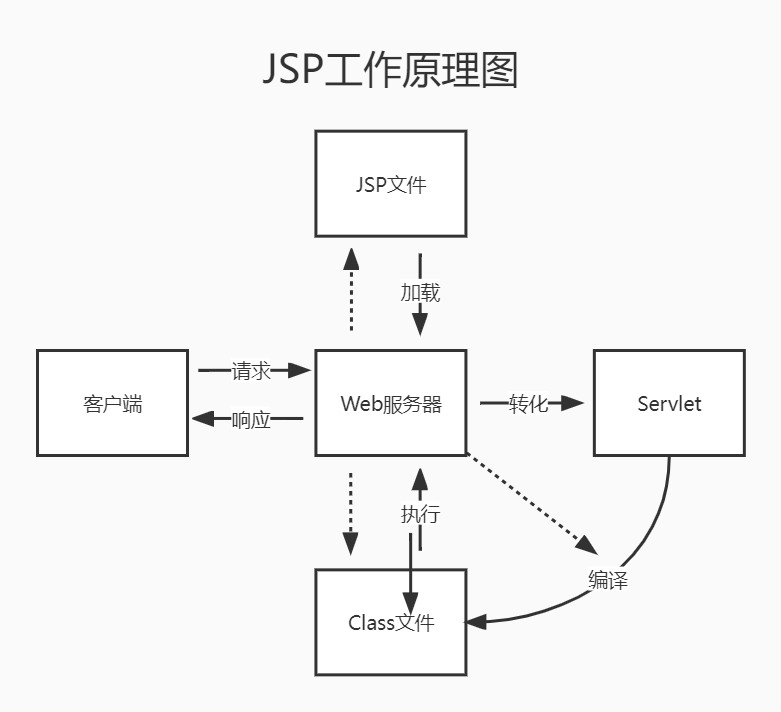 JSP工作原理图
JSP文件
加载
客户端
请求
响应
Web服务器
转化
Servlet
执行
编译
Class文件